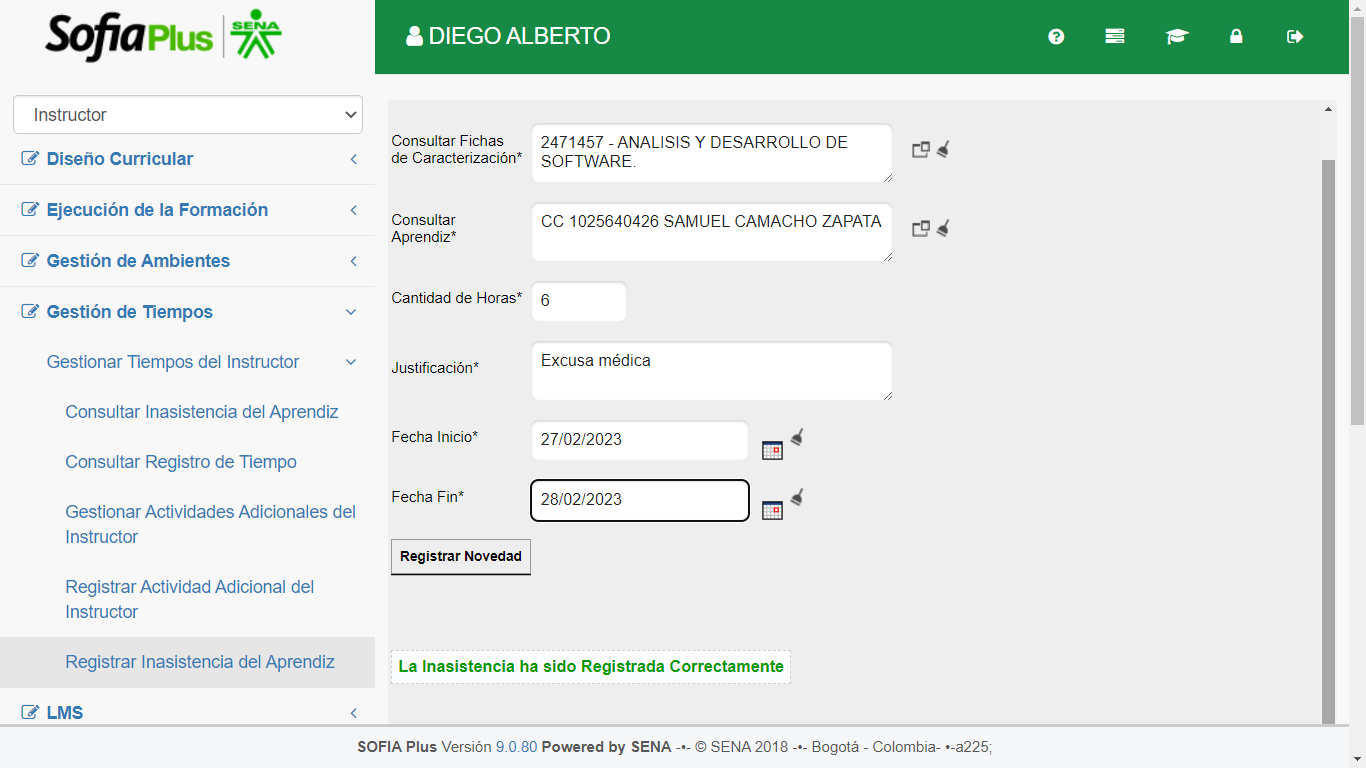 Sofia Plus SENA
DIEGO ALBERTO
Instructor
Diseño Curricular
Ejecución de la Formación
Gestión de Ambientes
Gestión de Tiempos
Gestionar Tiempos del Instructor
Consultar Inasistencia del Aprendiz
Consultar Registro de Tiempo
Gestionar Actividades Adicionales del
Instructor
Registrar Actividad Adicional del
Instructor
Registrar Inasistencia del Aprendiz
LMS
Consultar Fichas
de Caracterización*
2471457 - ANALISIS Y DESARROLLO DE
SOFTWARE.
Consultar
Aprendiz*
CC 1025640426 SAMUEL CAMACHO ZAPATA
Cantidad de Horas* 6
Justificación* Excusa médica
Fecha Inicio* 27/02/2023
Fecha Fin* 28/02/2023
Registrar Novedad
La Inasistencia ha sido Registrada Correctamente
SOFIA Plus Versión 9.0.80 Powered by SENA -•- © SENA 2018 -•- Bogotá - Colombia- •-a225;